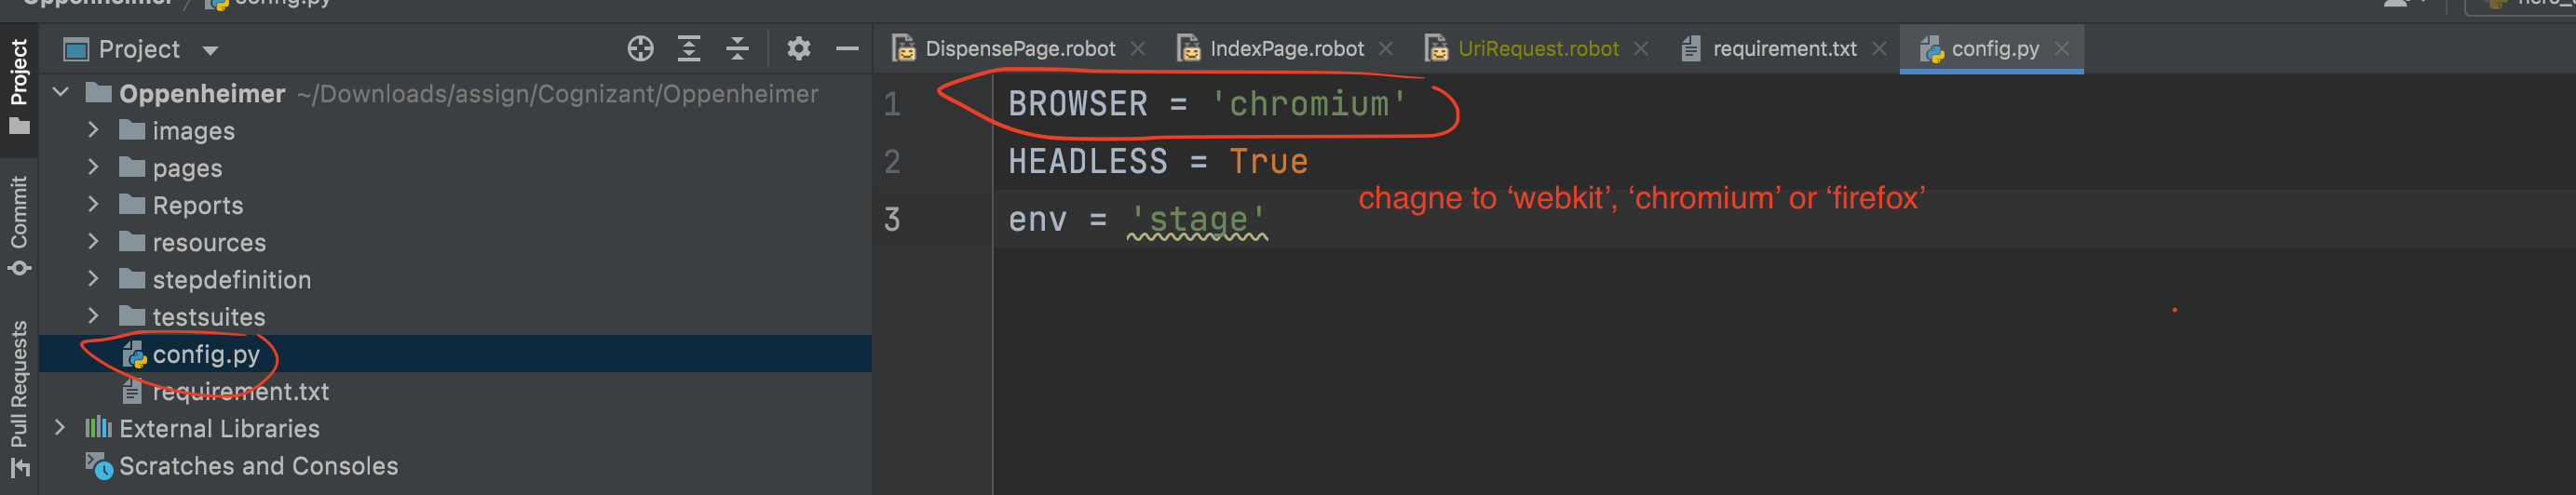 config.py
Project
Project
Commit
Pull Requests
Oppenheimer ~/Downloads/assign/Cognizant/Oppenheimer
images
pages
Reports
resources
stepdefinition
testsuites
config.py
requirement.txt
External Libraries
Scratches and Consoles
DispensePage.robot
IndexPage.robot
UriRequest.robot
requirement.txt
config.py
1 BROWSER = 'chromium'
2 HEADLESS = True
3 env = 'stage'
chagne to ‘webkit’, ‘chromium’ or ‘firefox’